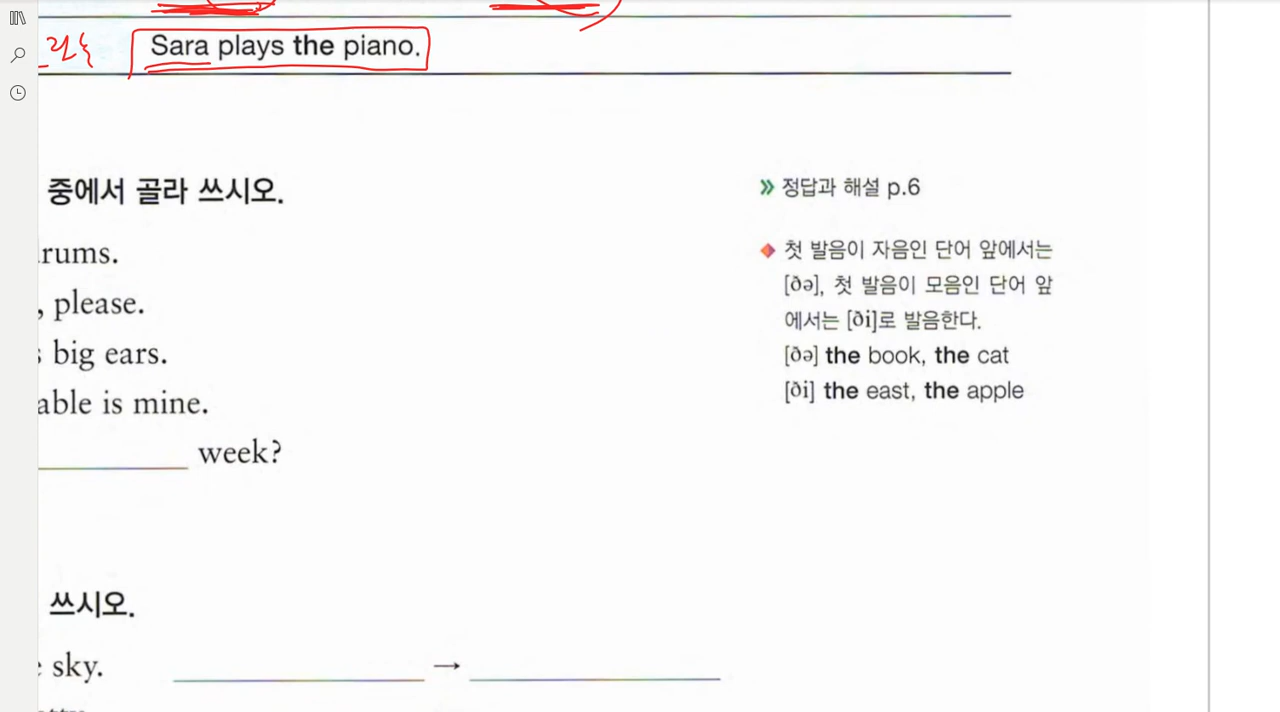 Sara plays the piano.
중에서 골라 쓰시오.
정답과 해설 p.6
rums.
, please.
big ears.
able is mine.
week?
첫 발음이 자음인 단어 앞에서는
[ðə], 첫 발음이 모음인 단어 앞
에서는 [ði]로 발음한다.
[ðə] the book, the cat
[ði] the east, the apple
쓰시오.
sky. →